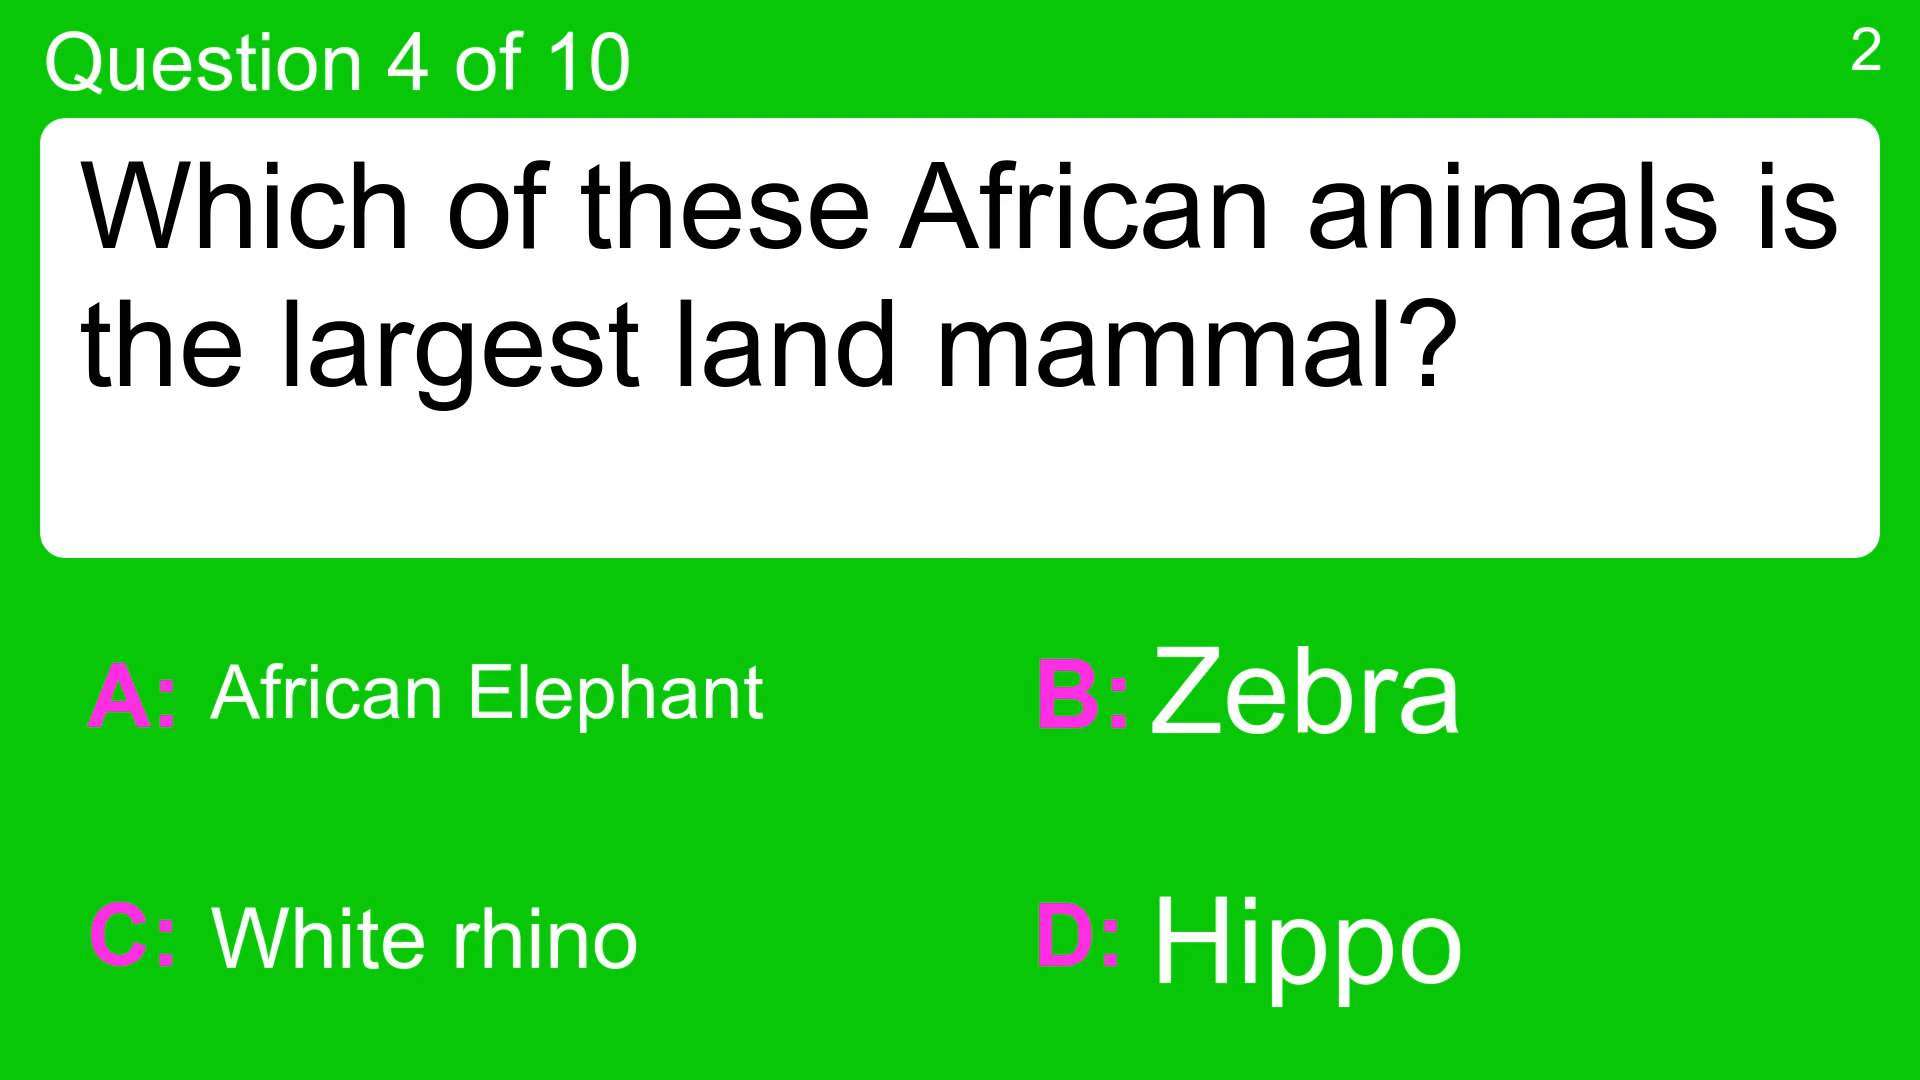 Question 4 of 10
2
Which of these African animals is
the largest land mammal?
A: African Elephant
B: Zebra
C: White rhino
D: Hippo